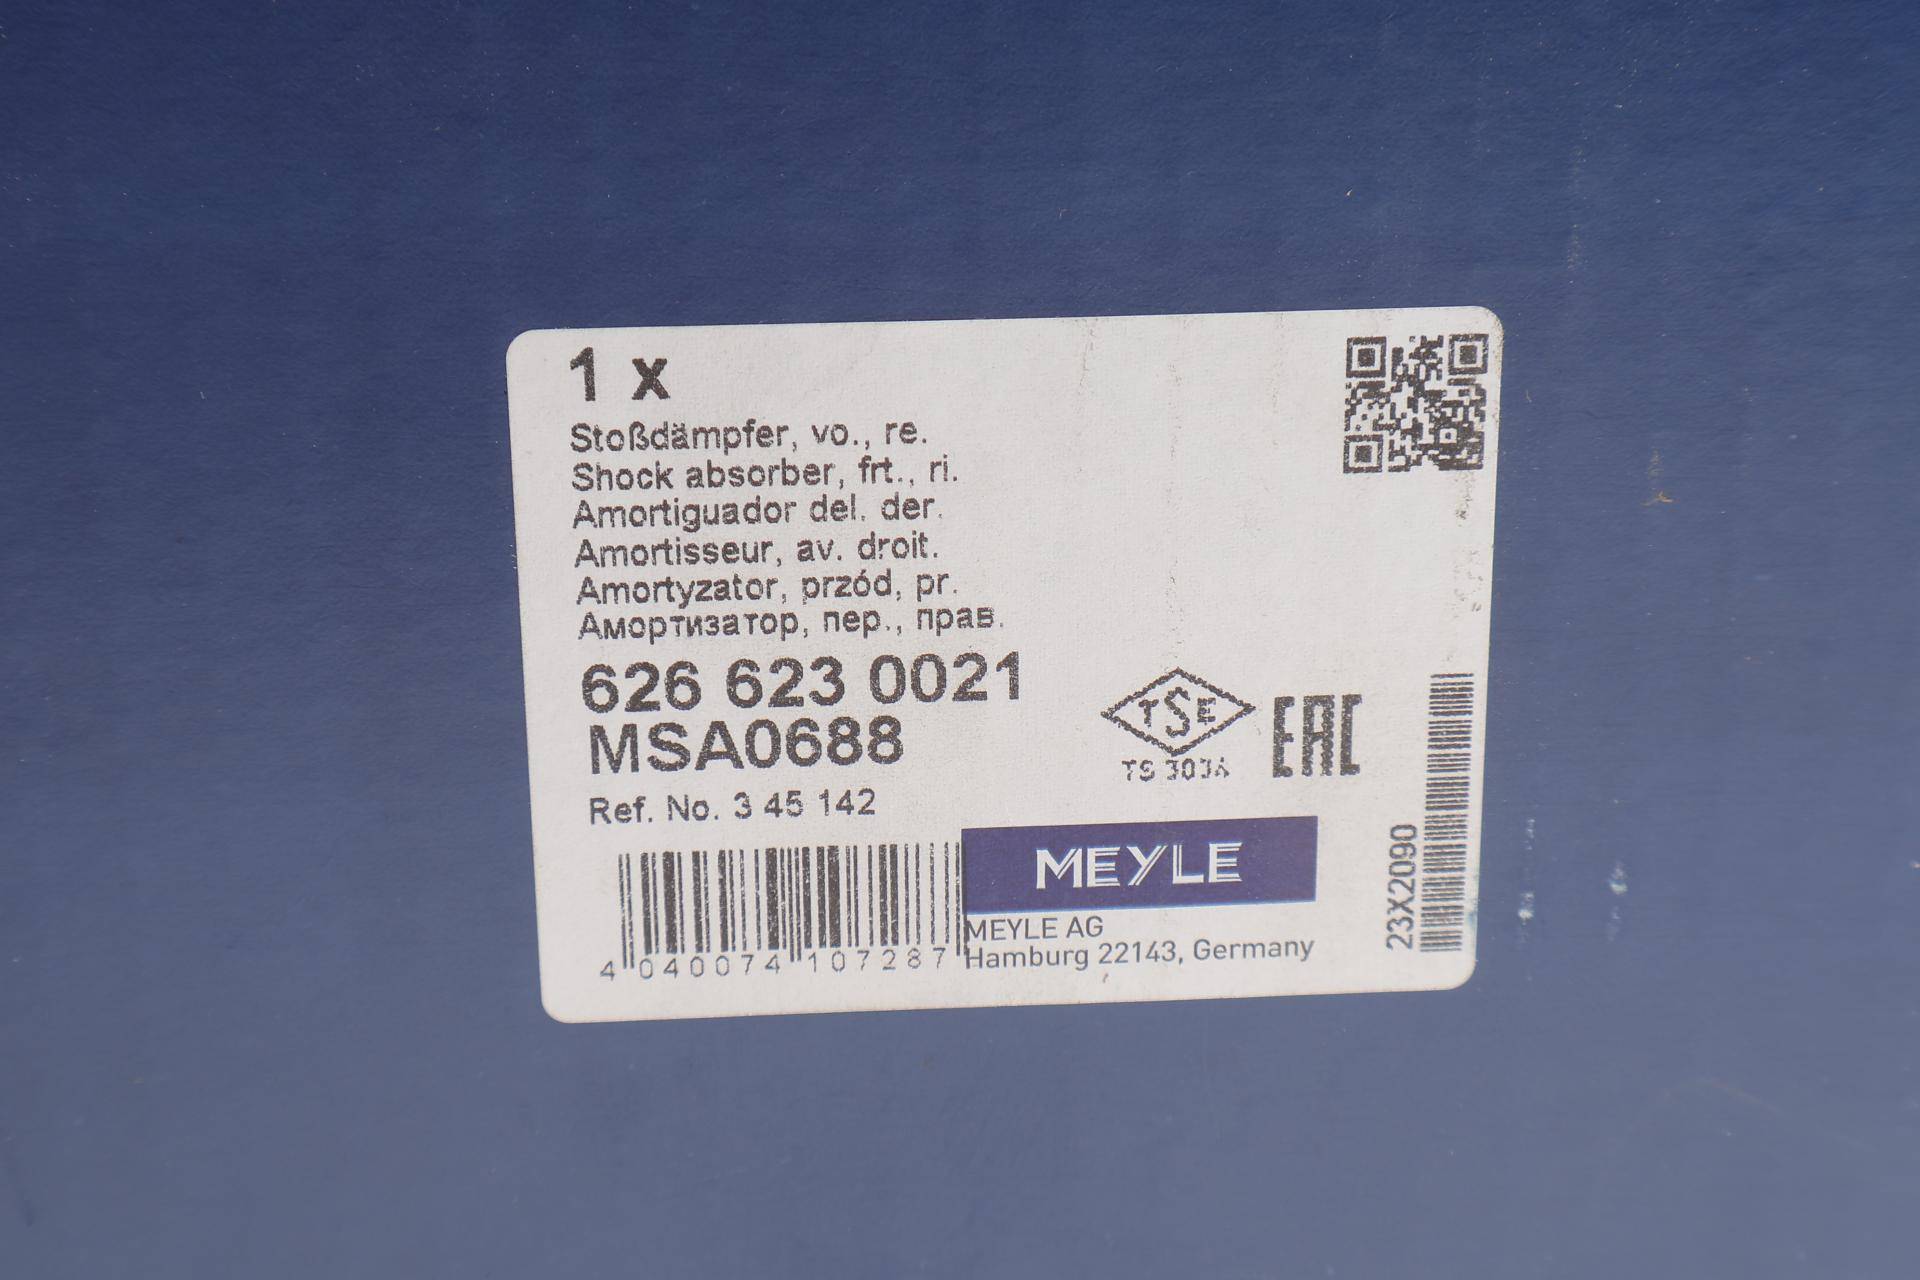 1 x
Stoßdämpfer, vo., re.
Shock absorber, frt., ri.
Amortiguador del. der.
Amortisseur, av. droit.
Amortyzator, przód, pr.
Амортизатор, пер., прав.
626 623 0021
MSA0688
Ref. No. 3 45 142
TSE
TS
EAC
23X2090
MEYLE
MEYLE AG
Hamburg 22143, Germany
4 040074 107287